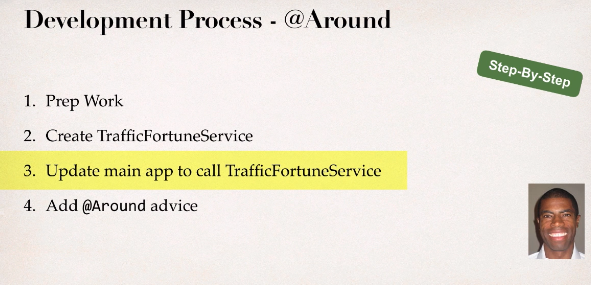 Development Process - @Around
Step-By-Step
1. Prep Work
2. Create TrafficFortuneService
3. Update main app to call TrafficFortuneService
4. Add @Around advice